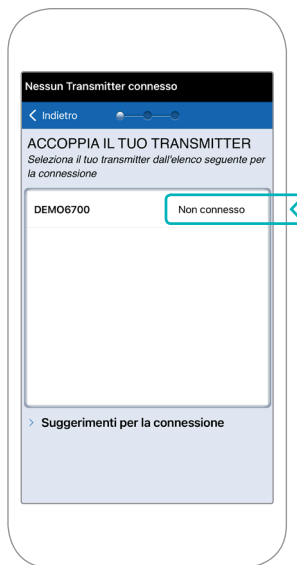 Nessun Transmitter connesso
Indietro
ACCOPPIA IL TUO TRANSMITTER
Seleziona il tuo transmitter dall'elenco seguente per
la connessione
DEMO6700 Non connesso
Suggerimenti per la connessione